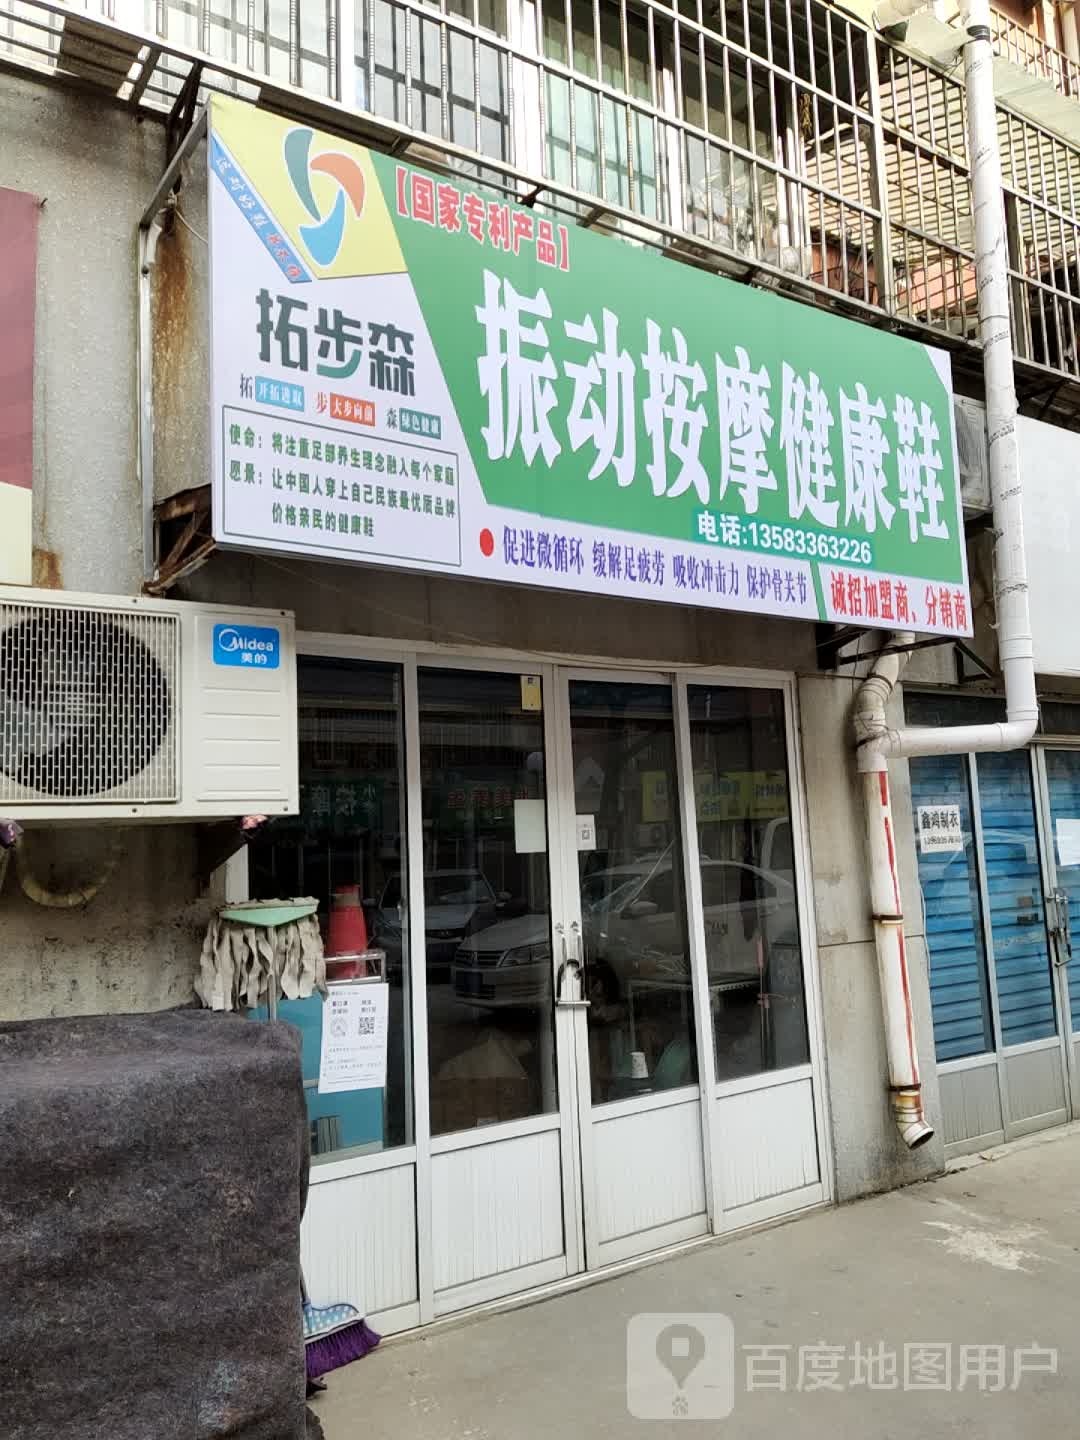 【国家专利产品】
拓步森
振动按摩健康鞋
拓 开拓进取 步 大步向前 森 绿色健康
使命：将注重足部养生理念融入每个家庭
愿景：让中国人穿上自己民族最优质品牌
价格亲民的健康鞋
电话:13583363226
促进微循环 缓解足疲劳 吸收冲击力 保护骨关节
诚招加盟商、分销商
Midea
美的
鑫鸿制衣
百度地图用户